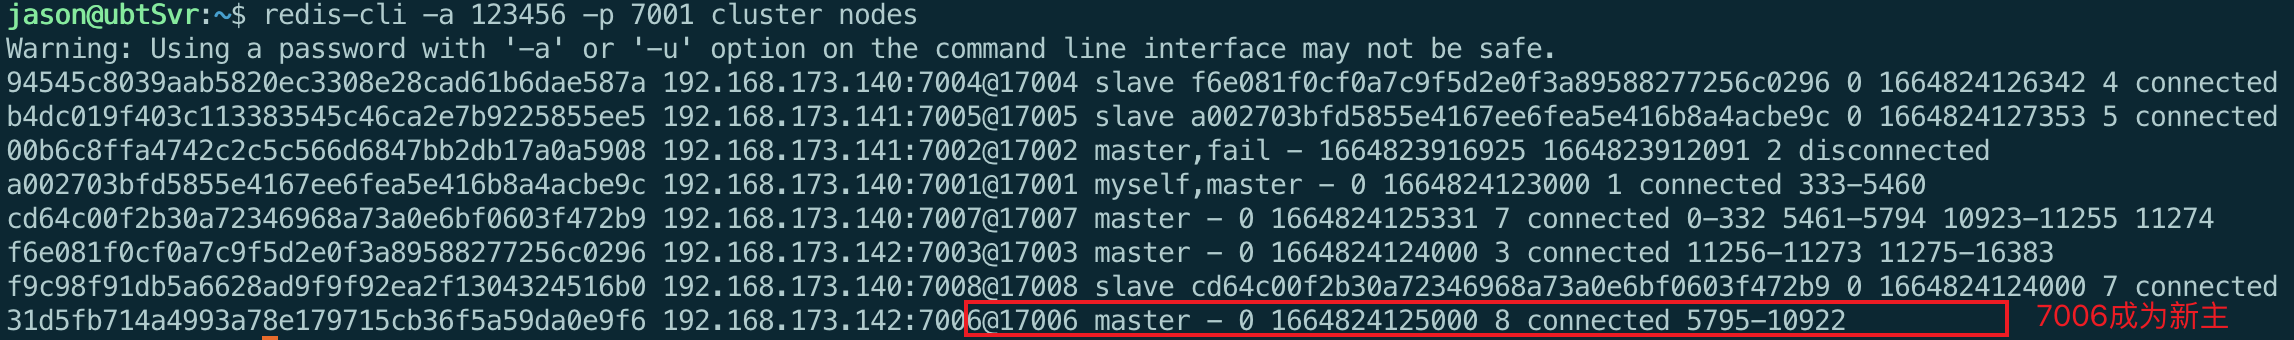 jason@ubtSvr:~$ redis-cli -a 123456 -p 7001 cluster nodes
Warning: Using a password with '-a' or '-u' option on the command line interface may not be safe.
94545c8039aab5820ec3308e28cad61b6dae587a 192.168.173.140:7004@17004 slave f6e081f0cf0a7c9f5d2e0f3a89588277256c0296 0 1664824126342 4 connected
b4dc019f403c113383545c46ca2e7b9225855ee5 192.168.173.141:7005@17005 slave a002703bfd5855e4167ee6fea5e416b8a4acbe9c 0 1664824127353 5 connected
00b6c8ffa4742c2c5c566d6847bb2db17a0a5908 192.168.173.141:7002@17002 master,fail - 1664823916925 1664823912091 2 disconnected
a002703bfd5855e4167ee6fea5e416b8a4acbe9c 192.168.173.140:7001@17001 myself,master - 0 1664824123000 1 connected 333-5460
cd64c00f2b30a72346968a73a0e6bf0603f472b9 192.168.173.140:7007@17007 master - 0 1664824125331 7 connected 0-332 5461-5794 10923-11255 11274
f6e081f0cf0a7c9f5d2e0f3a89588277256c0296 192.168.173.142:7003@17003 master - 0 1664824124000 3 connected 11256-11273 11275-16383
f9c98f91db5a6628ad9f9f92ea2f1304324516b0 192.168.173.140:7008@17008 slave cd64c00f2b30a72346968a73a0e6bf0603f472b9 0 1664824124000 7 connected
31d5fb714a4993a78e179715cb36f5a59da0e9f6 192.168.173.142:7006@17006 master - 0 1664824125000 8 connected 5795-10922 7006成为新主